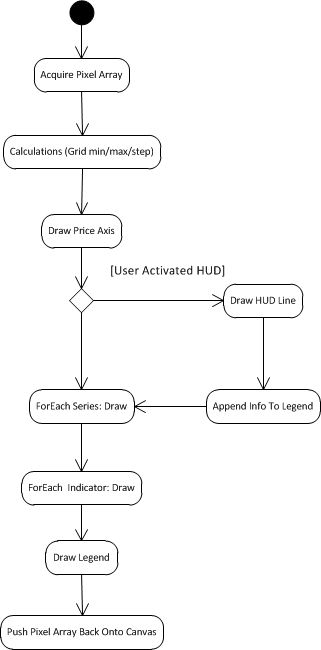 Acquire Pixel Array
Calculations (Grid min/max/step)
Draw Price Axis
[User Activated HUD]
Draw HUD Line
ForEach Series: Draw
Append Info To Legend
ForEach Indicator: Draw
Draw Legend
Push Pixel Array Back Onto Canvas